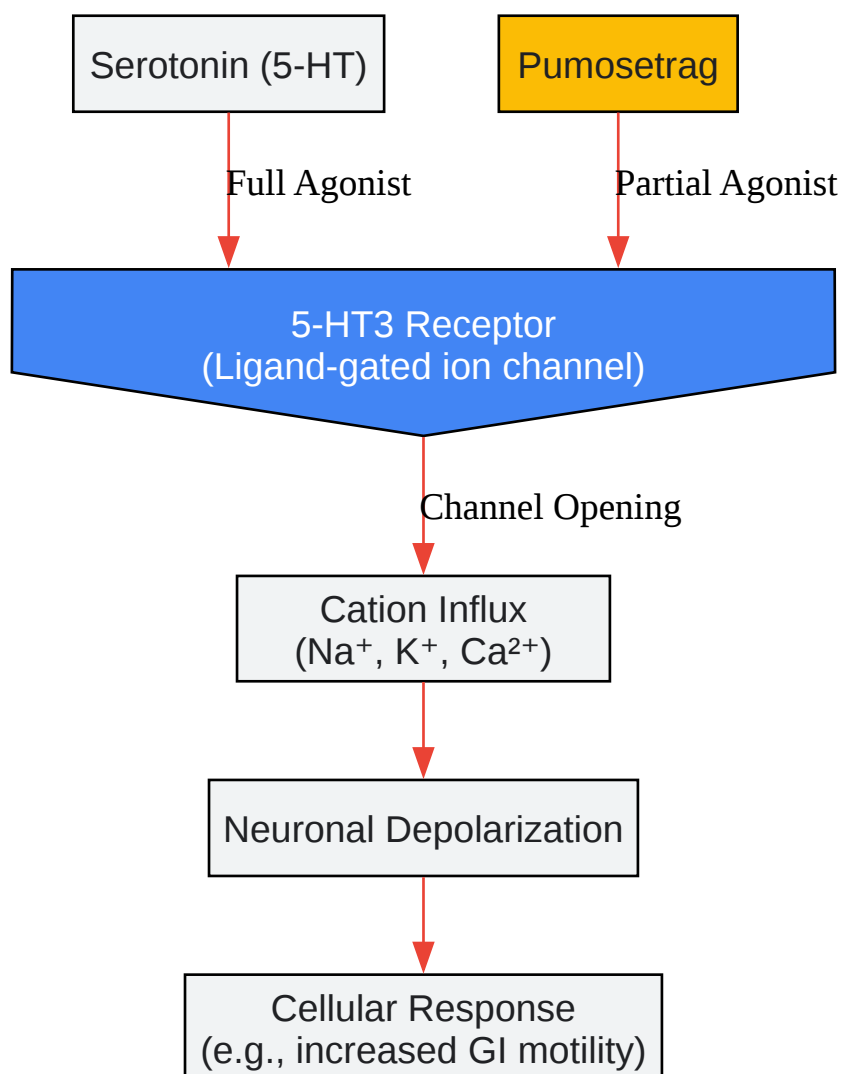 Serotonin (5-HT)
Pumosetrag
Full Agonist
Partial Agonist
5-HT3 Receptor
(Ligand-gated ion channel)
Channel Opening
Cation Influx
(Na⁺, K⁺, Ca²⁺)
Neuronal Depolarization
Cellular Response
(e.g., increased GI motility)